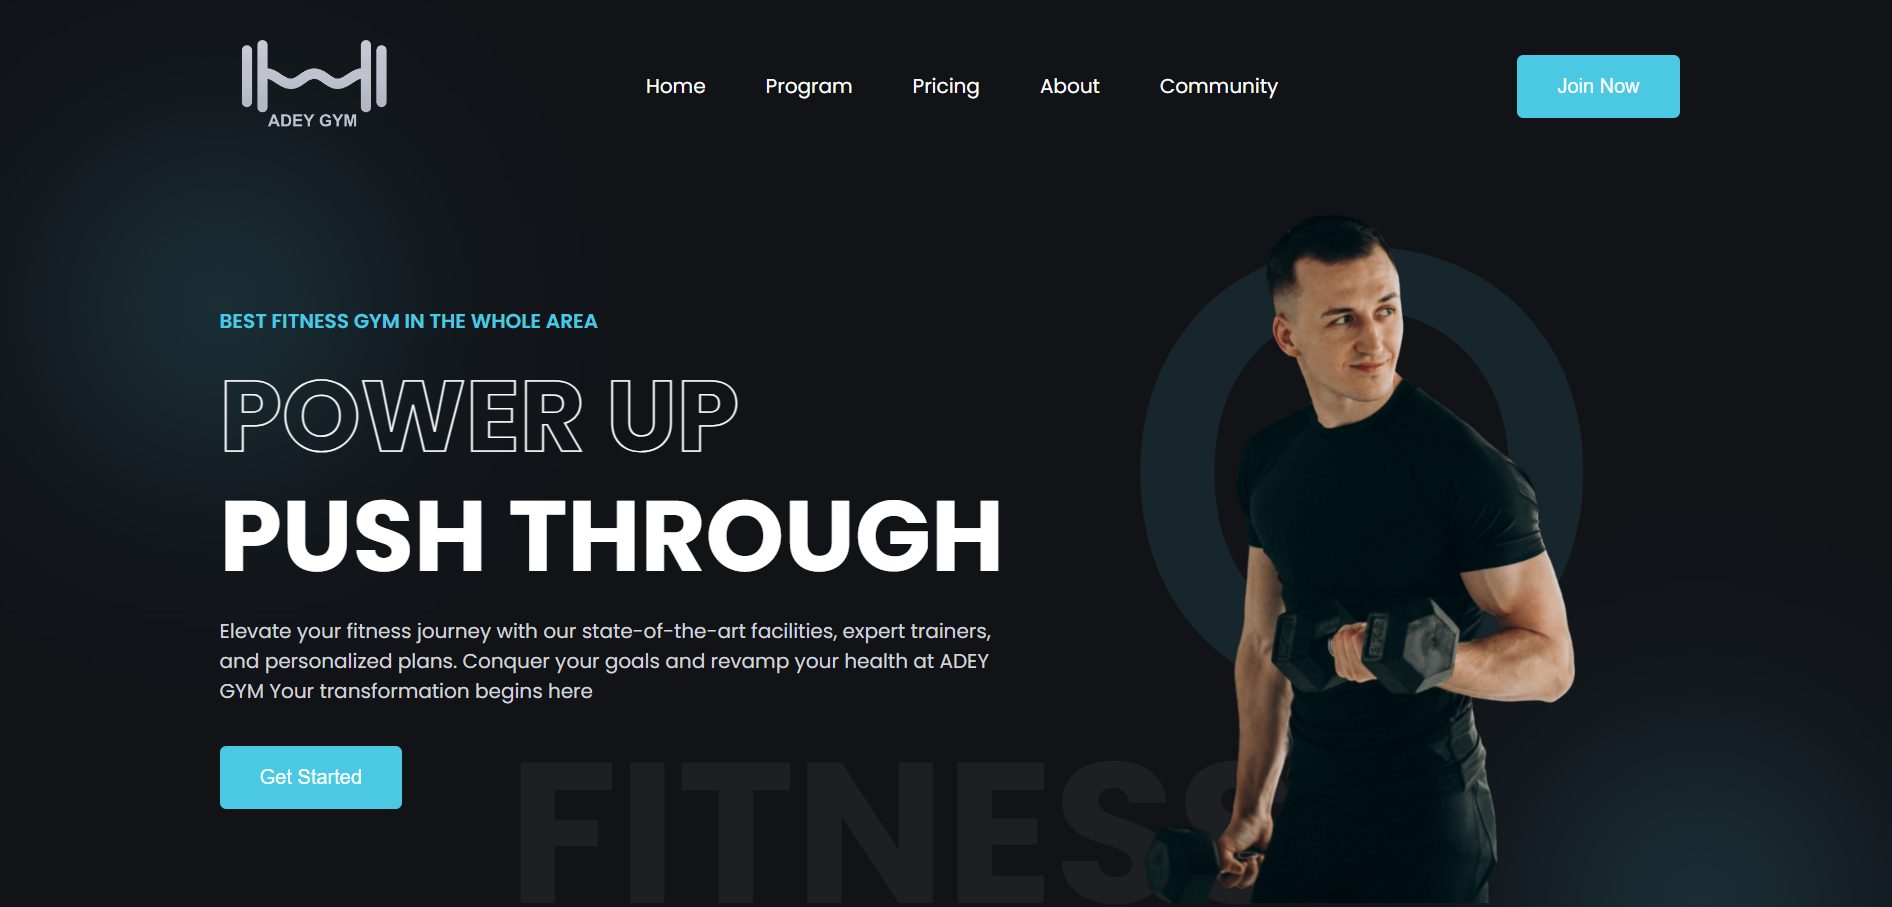 ADEY GYM
Home
Program
Pricing
About
Community
Join Now
BEST FITNESS GYM IN THE WHOLE AREA
POWER UP
PUSH THROUGH
Elevate your fitness journey with our state-of-the-art facilities, expert trainers,
and personalized plans. Conquer your goals and revamp your health at ADEY
GYM Your transformation begins here
Get Started
FITNESS